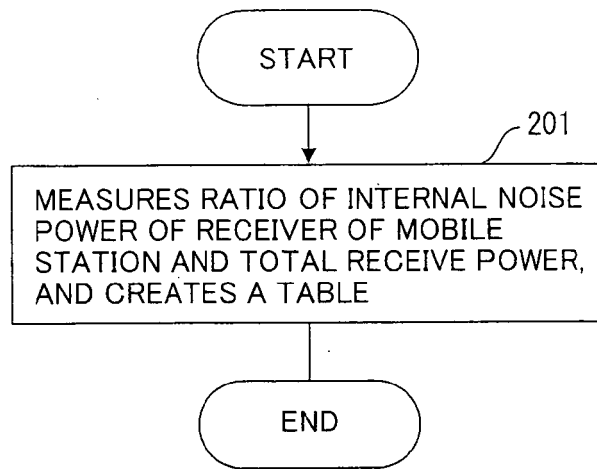 START
201
MEASURES RATIO OF INTERNAL NOISE
POWER OF RECEIVER OF MOBILE
STATION AND TOTAL RECEIVE POWER,
AND CREATES A TABLE
END